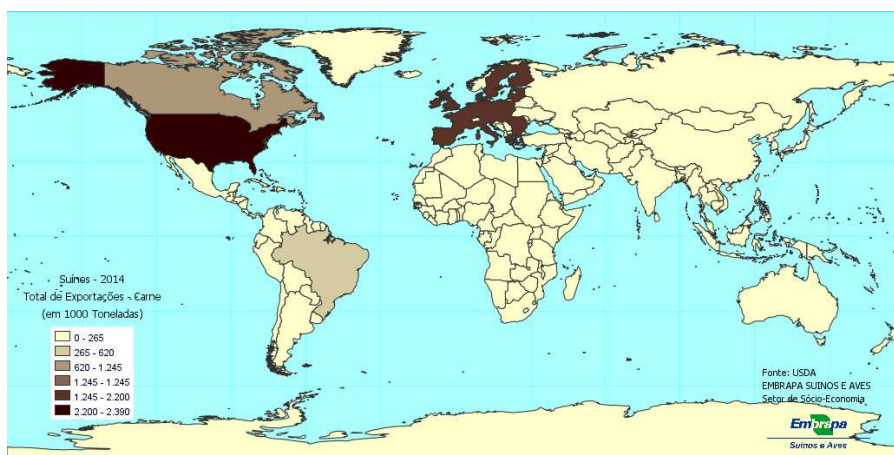 Suínes - 2014
Total de Exportações - Carne
(em 1000 Toneladas)
0 - 265
265 - 620
620 - 1.245
1.245 - 1.245
1.245 - 2.200
2.200 - 2.390
Fonte: USDA
EMBRAPA SUINOS E AVES
Setor de Sócio-Economia
Embrapa
Suínos e Aves